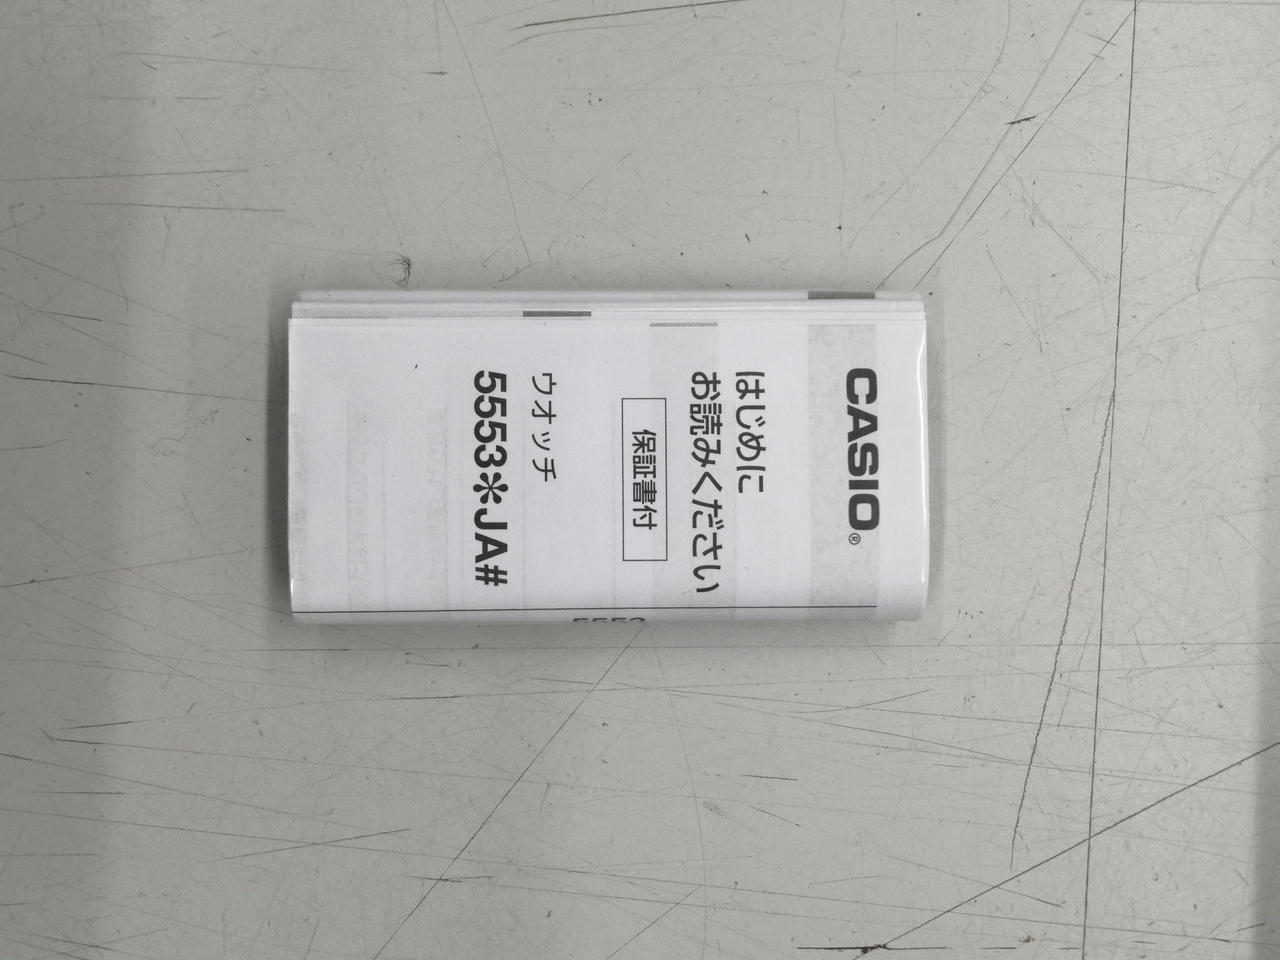 CASIO®
はじめに
お読みください
保証書付
ウオッチ
5553✻JA#